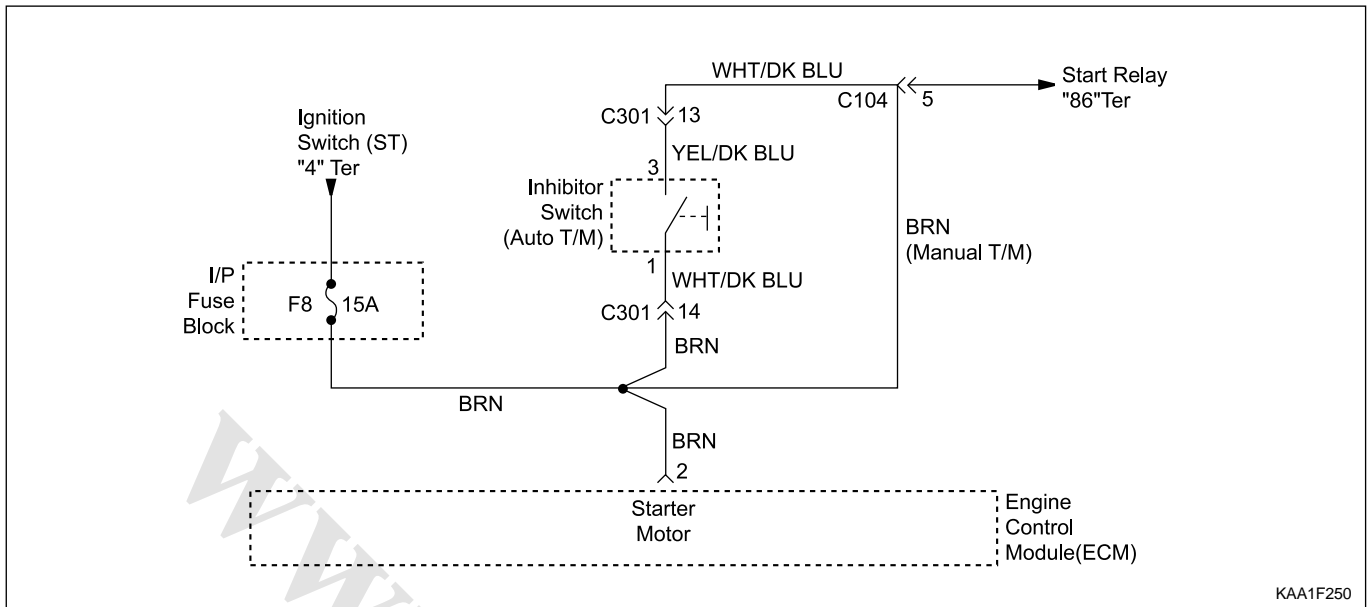 WHT/DK BLU
Start Relay
"86"Ter
C104
5
Ignition
Switch (ST)
"4" Ter
C301
13
YEL/DK BLU
3
Inhibitor
Switch
(Auto T/M)
BRN
(Manual T/M)
1
WHT/DK BLU
I/P
Fuse
Block
F8
15A
C301
14
BRN
BRN
BRN
2
Starter
Motor
Engine
Control
Module(ECM)
KAA1F250
WWW